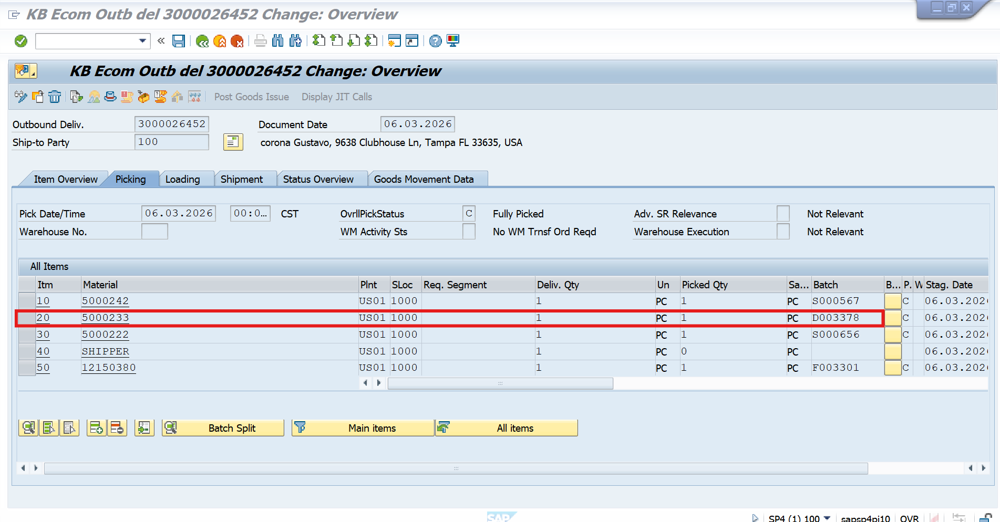 KB Ecom Outb del 3000026452 Change: Overview
KB Ecom Outb del 3000026452 Change: Overview
Post Goods Issue Display JIT Calls
Outbound Deliv. 3000026452 Document Date 06.03.2026
Ship-to Party 100 corona Gustavo, 9638 Clubhouse Ln, Tampa FL 33635, USA
Item Overview Picking Loading Shipment Status Overview Goods Movement Data
Pick Date/Time 06.03.2026 00:0... CST OvrllPickStatus C Fully Picked Adv. SR Relevance Not Relevant
Warehouse No. WM Activity Sts No WM Trnsf Ord Reqd Warehouse Execution Not Relevant
All Items
Itm Material Plnt SLoc Req. Segment Deliv. Qty Un Picked Qty Sa... Batch B... P. W Stag. Date
10 5000242 US01 1000 1 PC 1 PC S000567 C 06.03.202
20 5000233 US01 1000 1 PC 1 PC D003378 C 06.03.202
30 5000222 US01 1000 1 PC 1 PC S000656 C 06.03.202
40 SHIPPER US01 1000 1 PC 0 PC 06.03.202
50 12150380 US01 1000 1 PC 1 PC F003301 C 06.03.202
Batch Split Main items All items
SAP SP4 (1) 100 sapsp4pi10 OVR